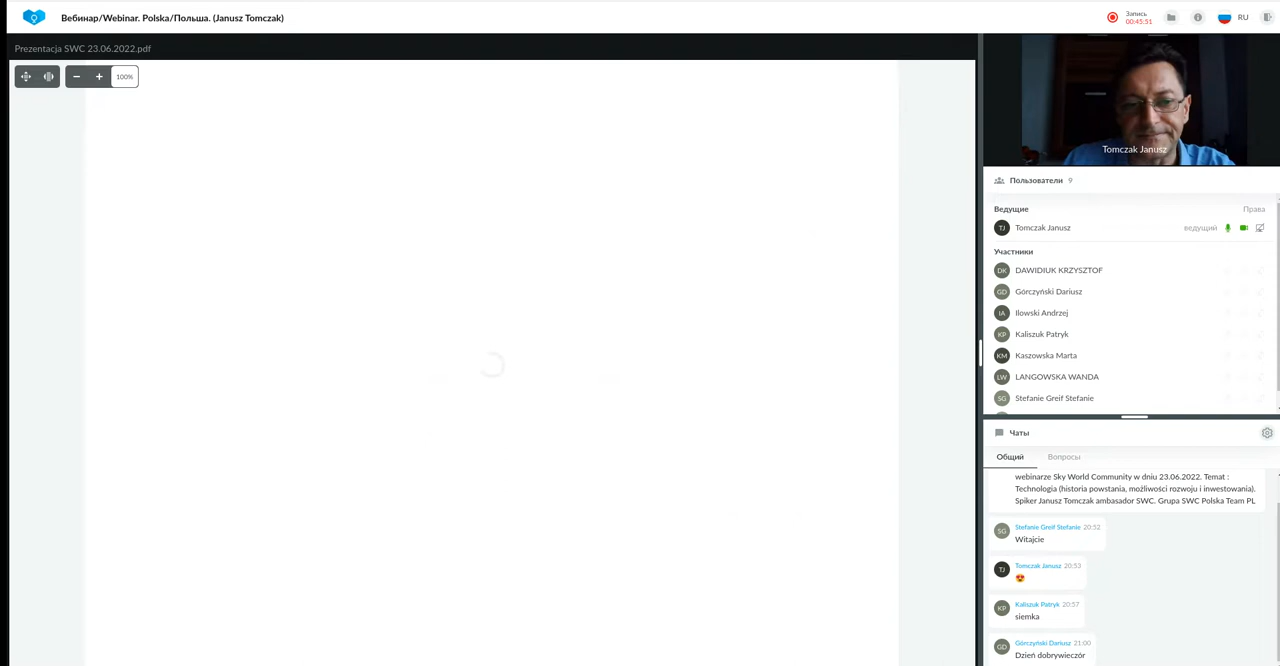 Вебинар/Webinar. Polska/Польша. (Janusz Tomczak)
Запись
00:45:51
RU
Prezentacja SWC 23.06.2022.pdf
100%
Tomczak Janusz
Пользователи 9
Ведущие Права
TJ Tomczak Janusz ведущий
Участники
DK DAWIDIUK KRZYSZTOF
GD Górczyński Dariusz
IA Ilowski Andrzej
KP Kaliszuk Patryk
KM Kaszowska Marta
LW LANGOWSKA WANDA
SG Stefanie Greif Stefanie
Чаты
Общий Вопросы
webinarze Sky World Community w dniu 23.06.2022. Temat :
Technologia (historia powstania, możliwości rozwoju i inwestowania).
Spiker Janusz Tomczak ambasador SWC. Grupa SWC Polska Team PL
SG Stefanie Greif Stefanie 20:52
Witajcie
TJ Tomczak Janusz 20:53
😍
KP Kaliszuk Patryk 20:57
siemka
GD Górczyński Dariusz 21:00
Dzień dobrywieczór